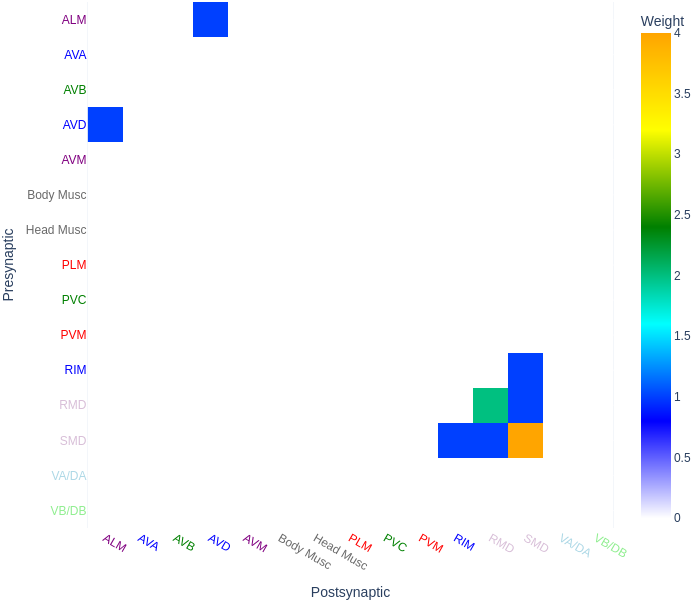 Weight
ALM
AVA
AVB
AVD
AVM
Body Musc
Head Musc
PLM
PVC
PVM
RIM
RMD
SMD
VA/DA
VB/DB
Presynaptic
4
3.5
3
2.5
2
1.5
1
0.5
0
ALM
AVA
AVB
AVD
AVM
Body Musc
Head Musc
PLM
PVC
PVM
RIM
RMD
SMD
VA/DA
VB/DB
Postsynaptic